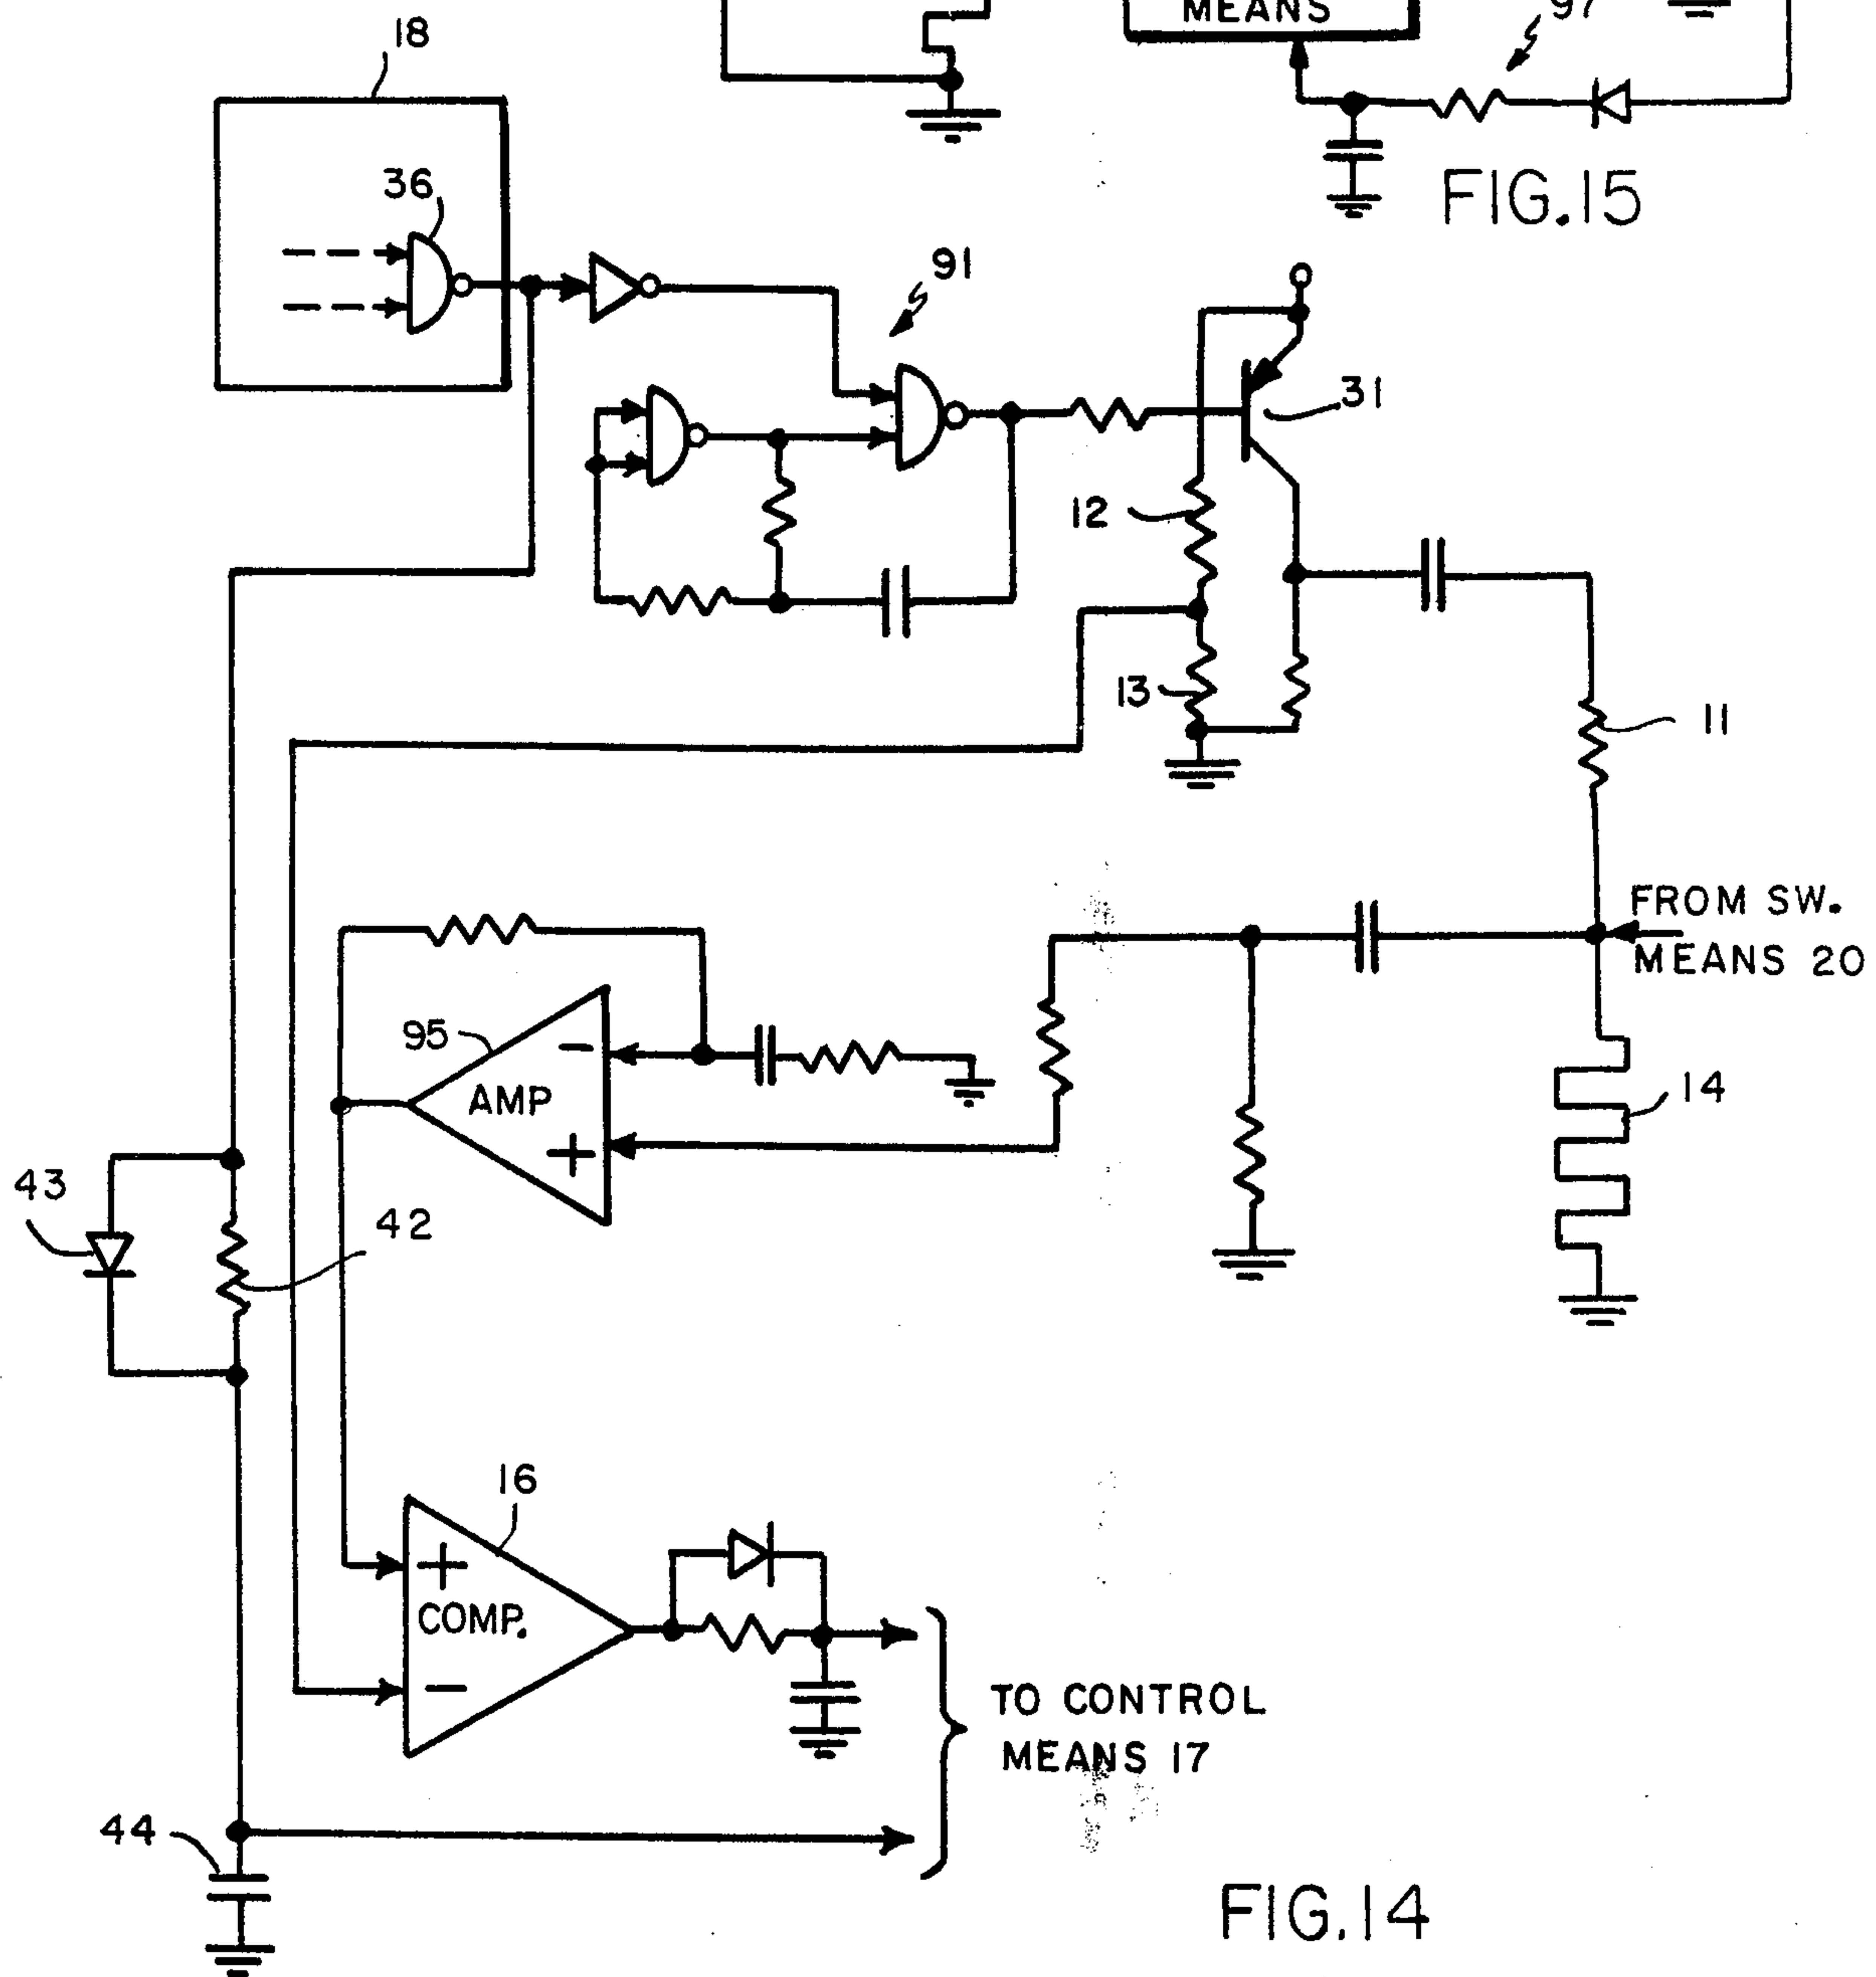 MEANS
97
18
FIG.15
36
91
31
12
13
11
FROM SW.
MEANS 20
95
−
AMP
+
14
43
42
16
+
COMP.
−
TO CONTROL
MEANS 17
44
FIG.14